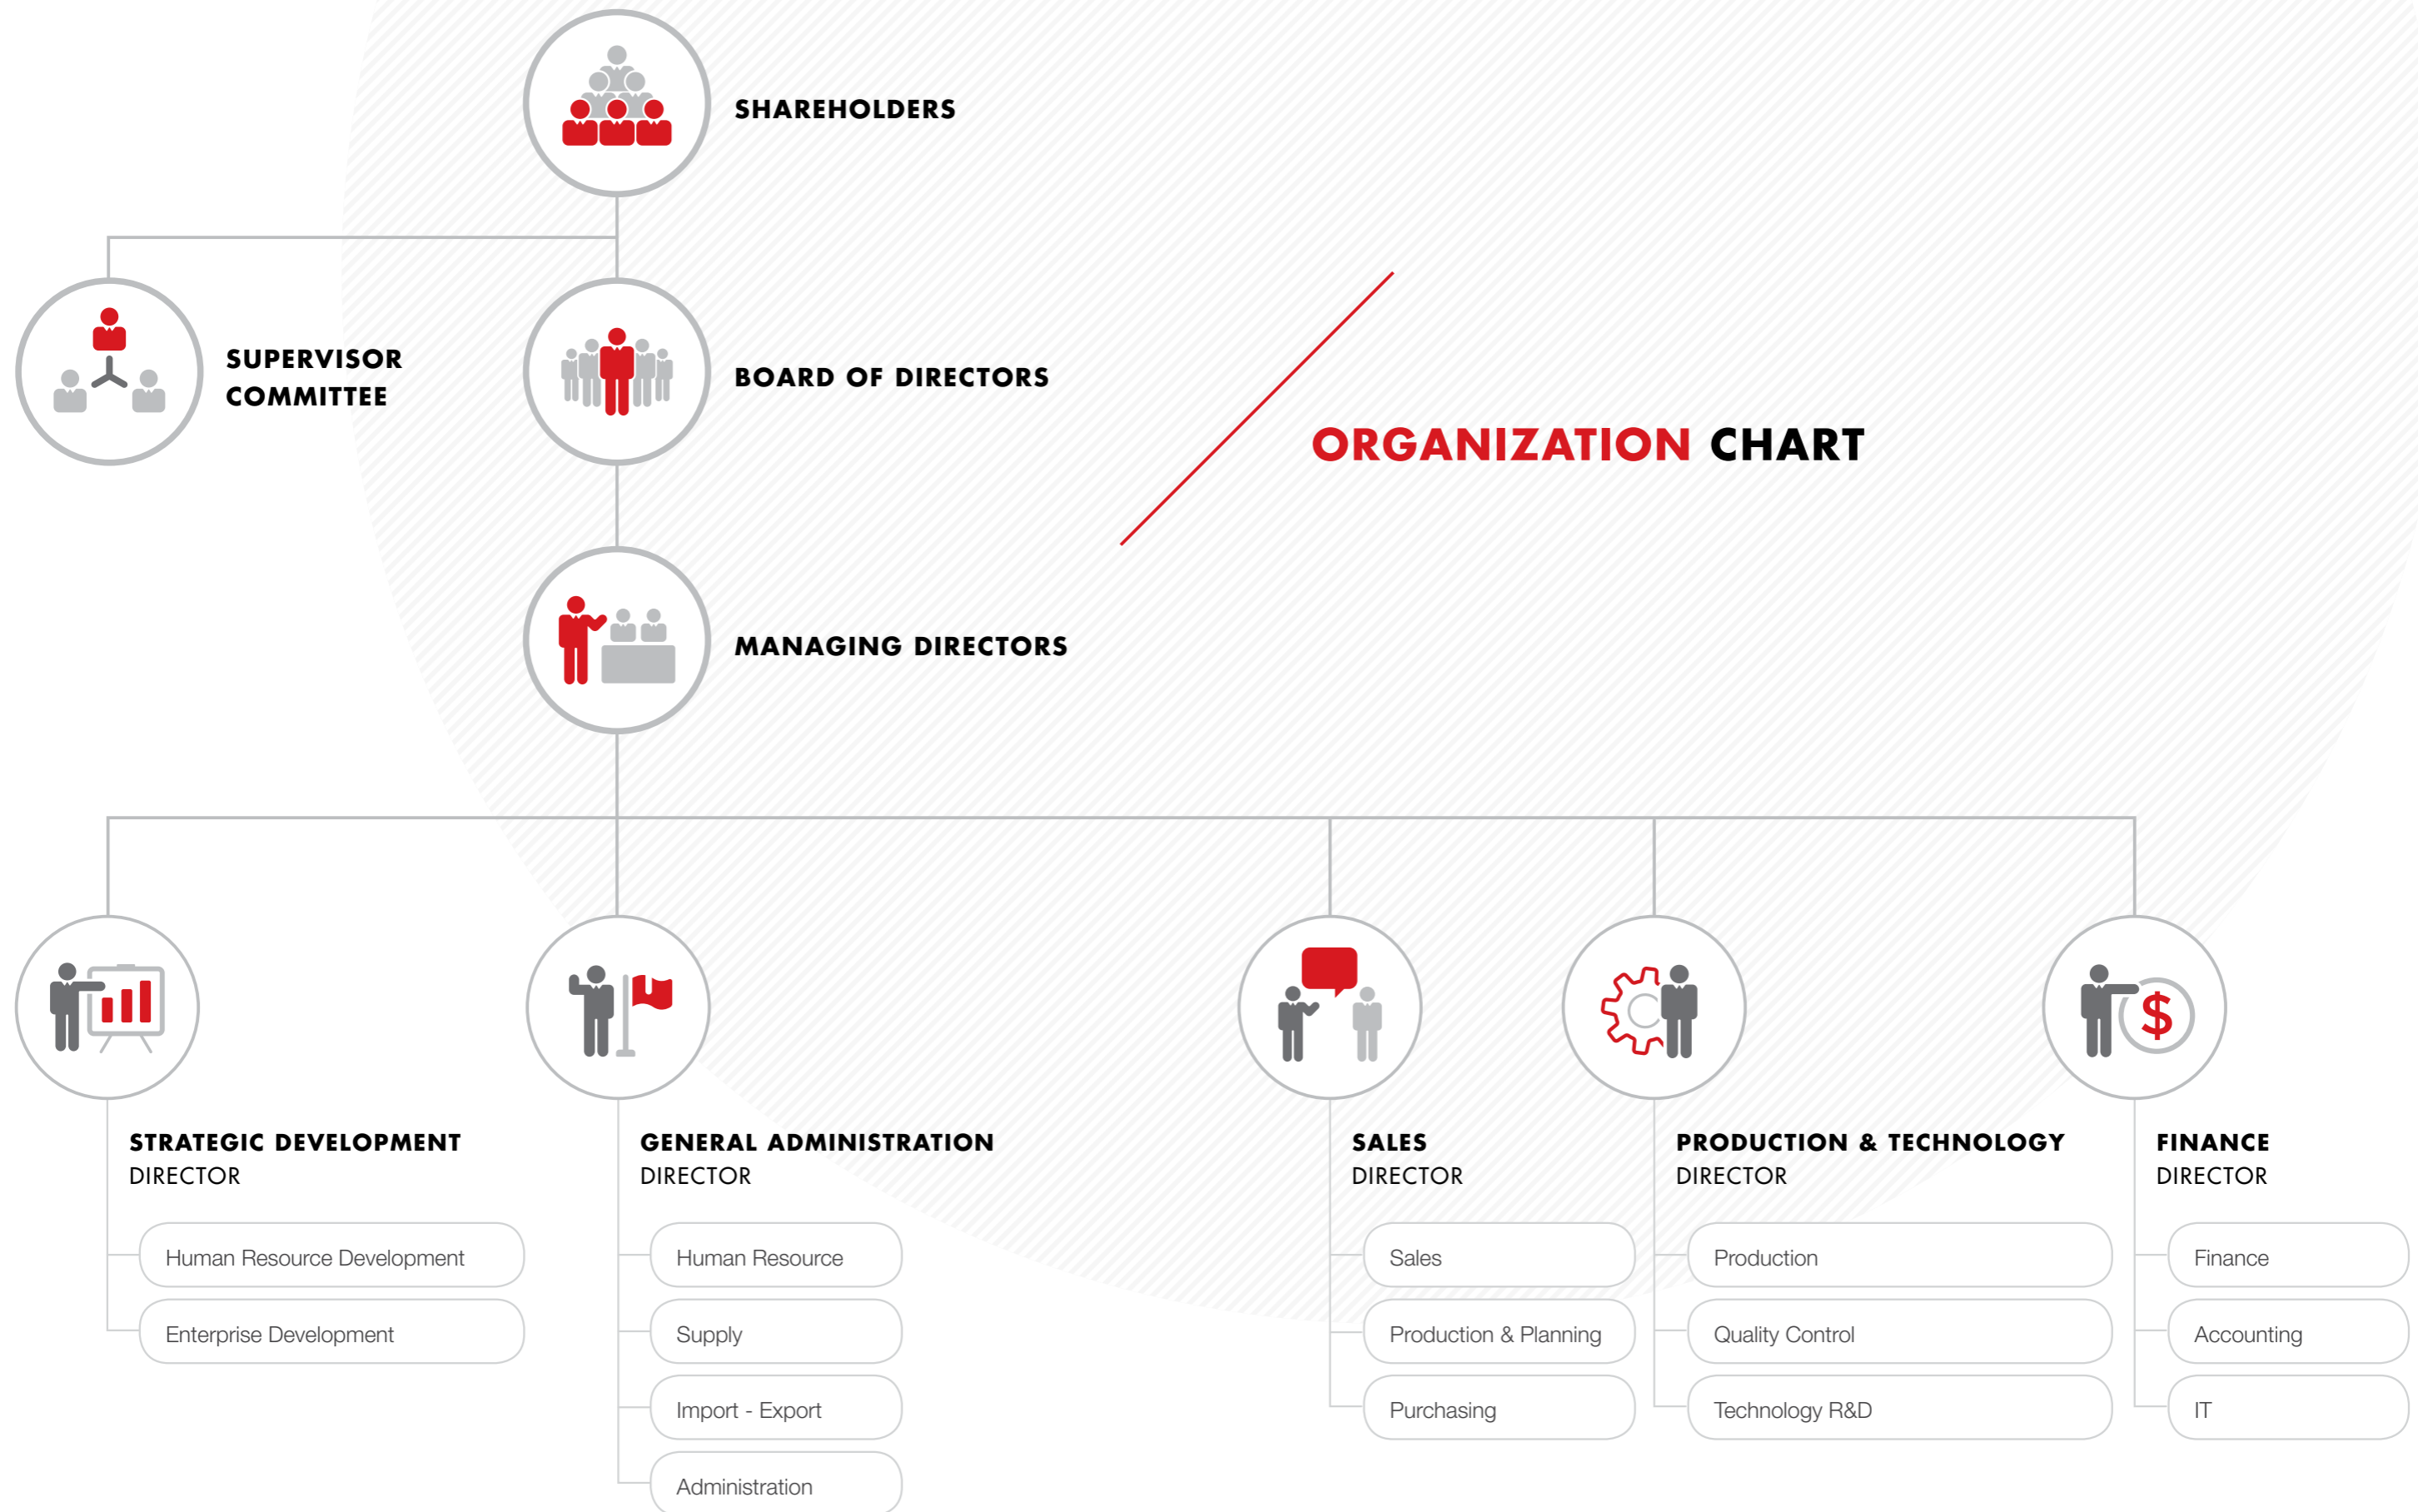 SHAREHOLDERS
SUPERVISOR
COMMITTEE
BOARD OF DIRECTORS
ORGANIZATION CHART
MANAGING DIRECTORS
$
STRATEGIC DEVELOPMENT
DIRECTOR
Human Resource Development
Enterprise Development
GENERAL ADMINISTRATION
DIRECTOR
Human Resource
Supply
Import - Export
Administration
SALES
DIRECTOR
Sales
Production & Planning
Purchasing
PRODUCTION & TECHNOLOGY
DIRECTOR
Production
Quality Control
Technology R&D
FINANCE
DIRECTOR
Finance
Accounting
IT